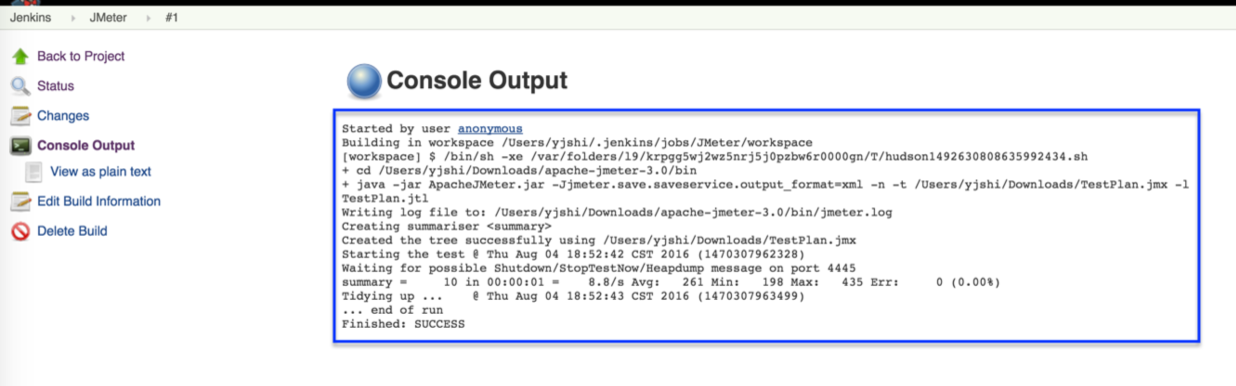 Jenkins JMeter #1
Back to Project
Status
Changes
Console Output
View as plain text
Edit Build Information
Delete Build
Console Output
Started by user anonymous
Building in workspace /Users/yjshi/.jenkins/jobs/JMeter/workspace
[workspace] $ /bin/sh -xe /var/folders/l9/krpgg5wj2wz5nrj5j0pzbw6r0000gn/T/hudson1492630808635992434.sh
+ cd /Users/yjshi/Downloads/apache-jmeter-3.0/bin
+ java -jar ApacheJMeter.jar -Jjmeter.save.saveservice.output_format=xml -n -t /Users/yjshi/Downloads/TestPlan.jmx -l
TestPlan.jtl
Writing log file to: /Users/yjshi/Downloads/apache-jmeter-3.0/bin/jmeter.log
Creating summariser <summary>
Created the tree successfully using /Users/yjshi/Downloads/TestPlan.jmx
Starting the test @ Thu Aug 04 18:52:42 CST 2016 (1470307962328)
Waiting for possible Shutdown/StopTestNow/Heapdump message on port 4445
summary =     10 in 00:00:01 =    8.8/s Avg:   261 Min:   198 Max:   435 Err:     0 (0.00%)
Tidying up ...    @ Thu Aug 04 18:52:43 CST 2016 (1470307963499)
... end of run
Finished: SUCCESS